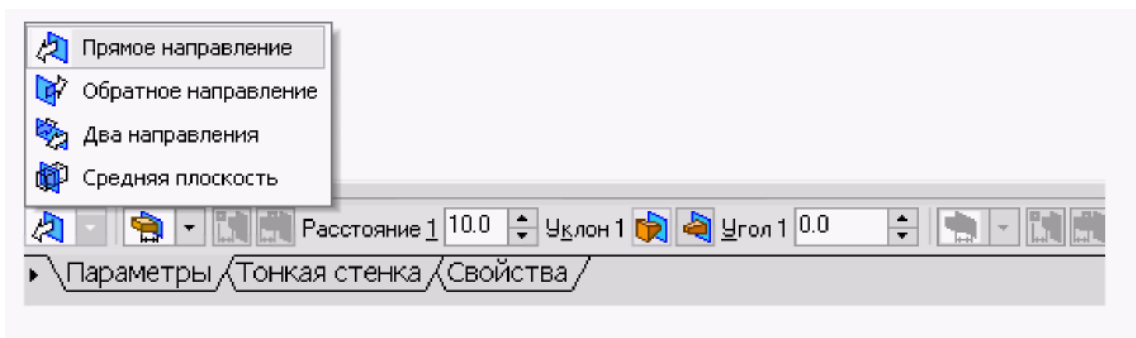 Прямое направление
Обратное направление
Два направления
Средняя плоскость
Расстояние 1 10.0 Уклон 1 Угол 1 0.0
Параметры Тонкая стенка Свойства